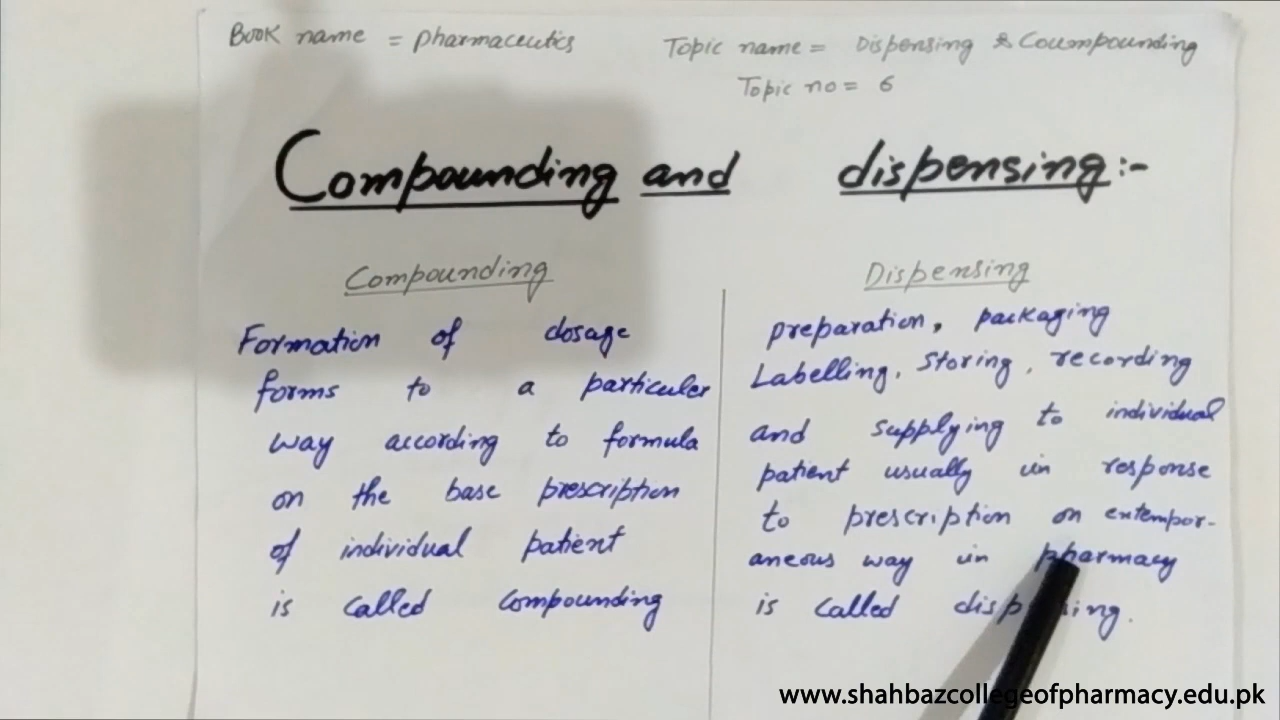 Book name = pharmaceutics
Topic name = Dispensing & Coumpounding
Topic no = 6
Compounding and dispensing:-
Compounding
Formation of dosage
forms to a particuler
way according to formula
on the base prescription
of individual patient
is called compounding
Dispensing
preparation, packaging
Labelling, storing, recording
and supplying to individual
patient usually in response
to prescription on extempor-
aneous way in pharmacy
is called dispensing.
www.shahbazcollegeofpharmacy.edu.pk